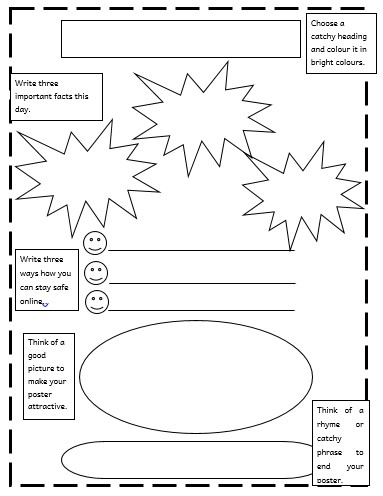 Choose a
catchy heading
and colour it in
bright colours.
Write three
important facts this
day.
Write three
ways how you
can stay safe
online.
Think of a
good
picture to
make your
poster
attractive.
Think of a
rhyme or
catchy
phrase to
end your
poster.